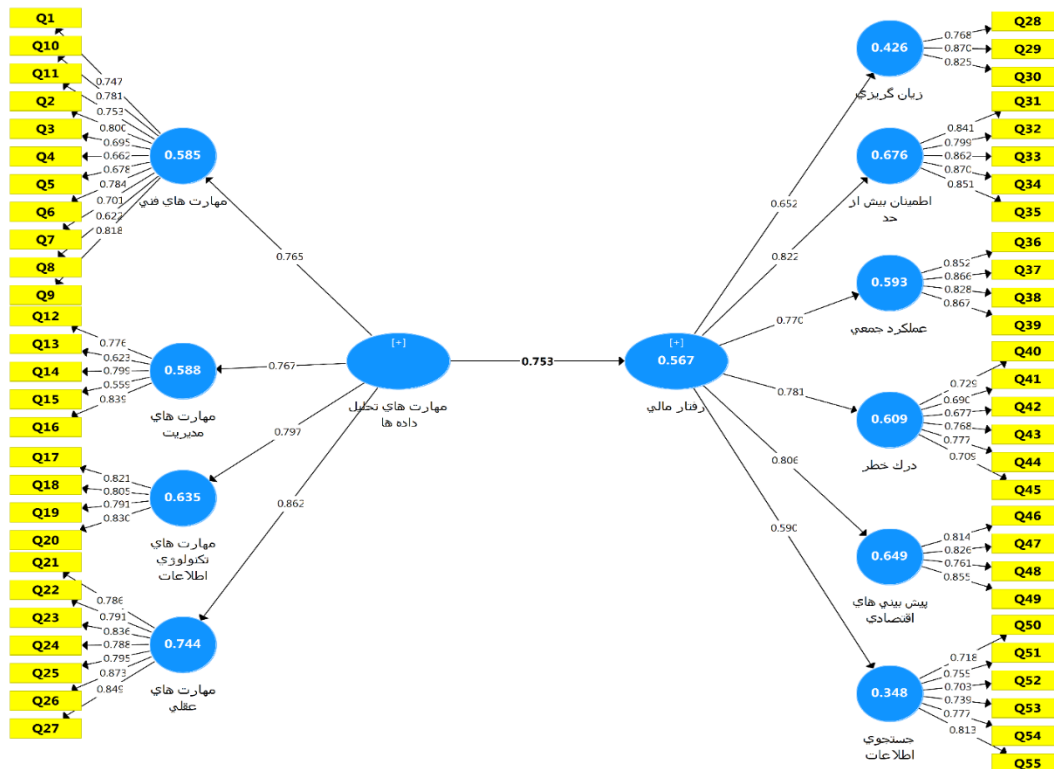 Q1
Q10
Q11
Q2
Q3
Q4
Q5
Q6
Q7
Q8
Q9
0.747
0.781
0.753
0.800
0.695
0.662
0.678
0.784
0.701
0.622
0.818
0.585
مهارت هاي فني
Q12
Q13
Q14
Q15
Q16
0.776
0.623
0.799
0.559
0.839
0.588
مهارت هاي
مديريت
Q17
Q18
Q19
Q20
0.821
0.805
0.791
0.830
0.635
مهارت هاي
تكنولوژي
اطلاعات
Q21
Q22
Q23
Q24
Q25
Q26
Q27
0.786
0.791
0.836
0.788
0.795
0.873
0.849
0.744
مهارت هاي
عقلي
0.765
0.767
0.797
0.862
[+]
مهارت هاي تحليل
داده ها
0.753
[+]
0.567
رفتار مالي
0.652
0.822
0.770
0.781
0.806
0.590
0.426
زيان گريزي
0.768
0.870
0.825
Q28
Q29
Q30
0.676
اطمينان بيش از
حد
0.841
0.799
0.862
0.870
0.851
Q31
Q32
Q33
Q34
Q35
0.593
عملكرد جمعي
0.852
0.866
0.828
0.867
Q36
Q37
Q38
Q39
0.609
درك خطر
0.729
0.690
0.677
0.768
0.777
0.709
Q40
Q41
Q42
Q43
Q44
Q45
0.649
پيش بيني هاي
اقتصادي
0.814
0.826
0.761
0.855
Q46
Q47
Q48
Q49
0.348
جستجوي
اطلاعات
0.718
0.755
0.703
0.739
0.777
0.813
Q50
Q51
Q52
Q53
Q54
Q55